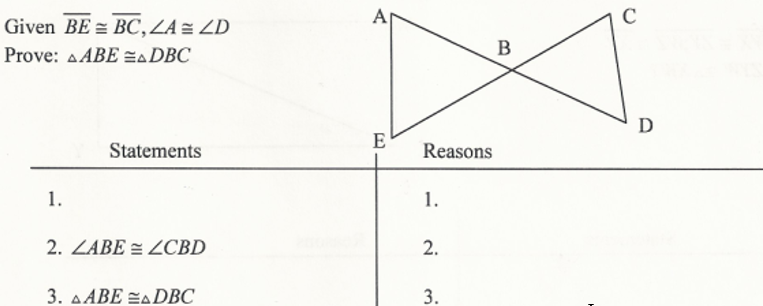 Given BE ≅ BC, ∠A ≅ ∠D
Prove: △ABE ≅△DBC
A
C
B
E
D
Statements
Reasons
1.
1.
2. ∠ABE ≅ ∠CBD
2.
3. △ABE ≅△DBC
3.